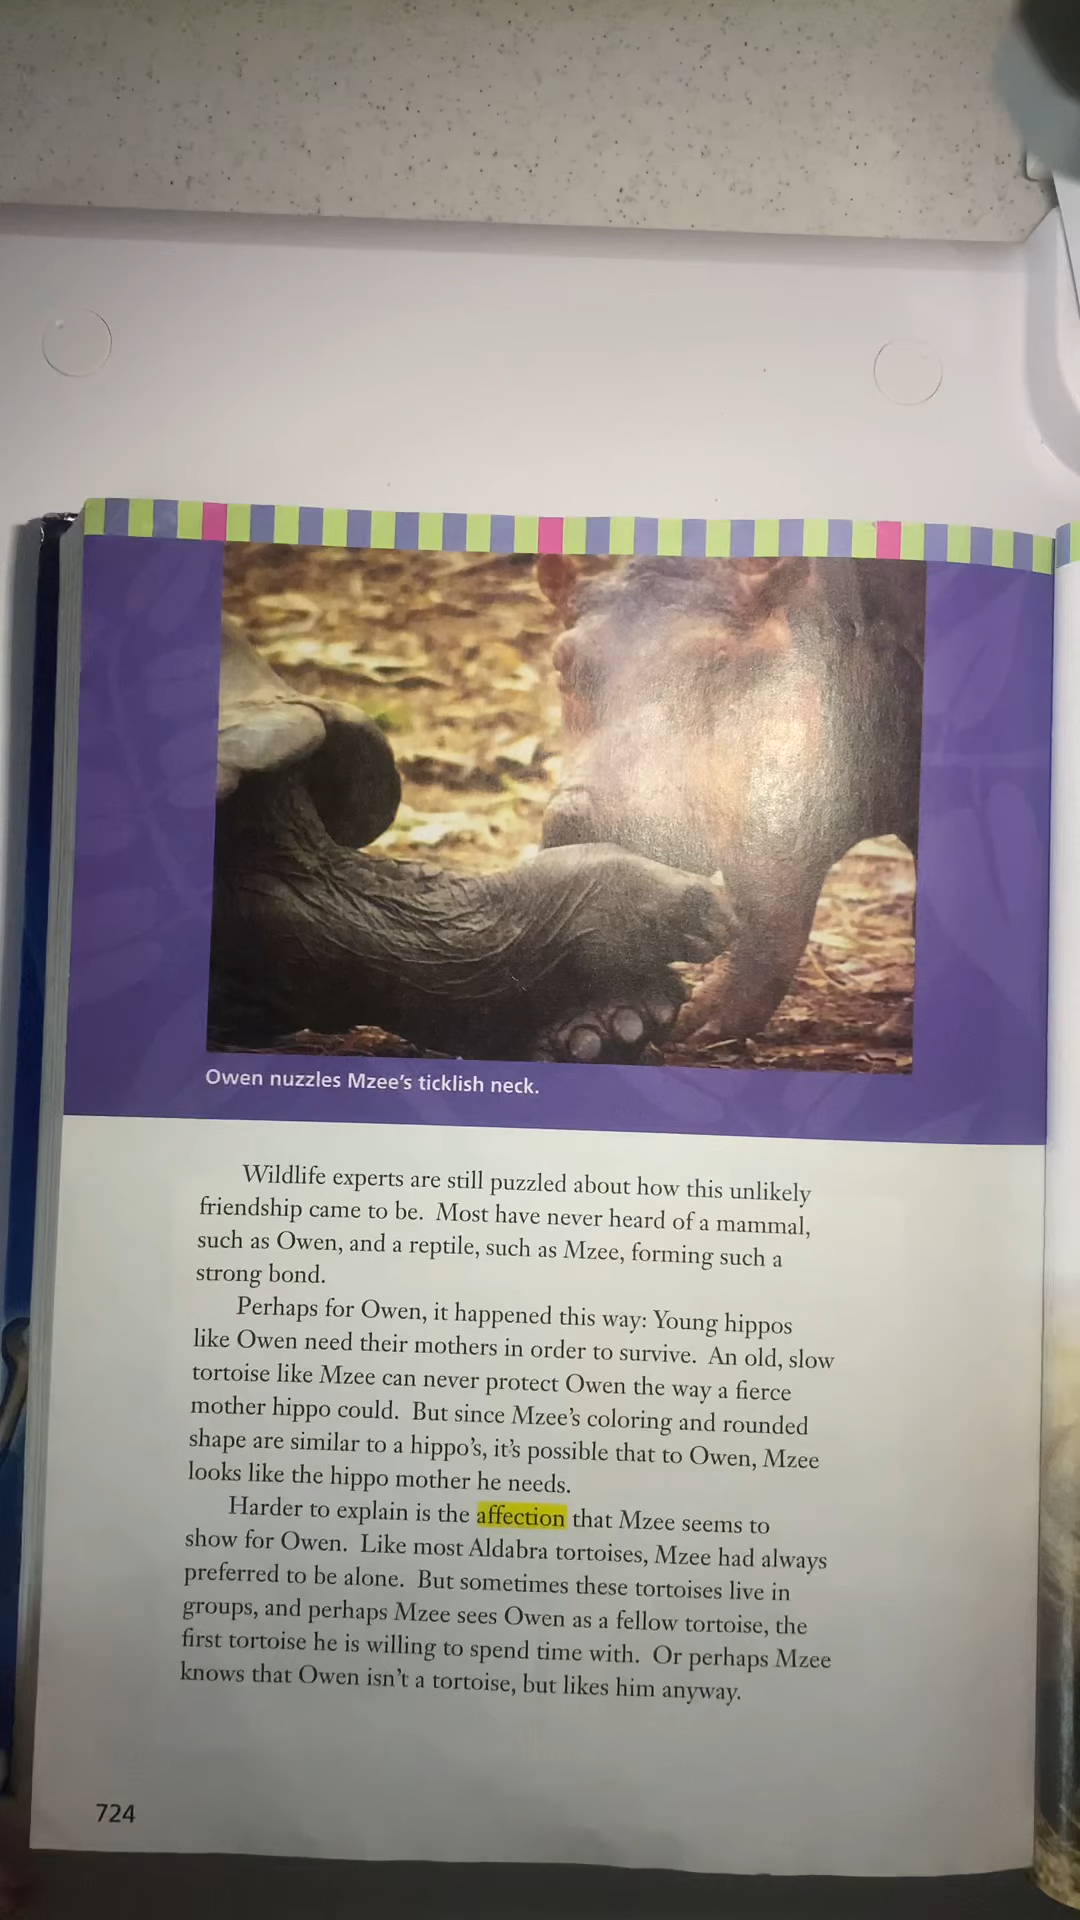 Owen nuzzles Mzee's ticklish neck.
Wildlife experts are still puzzled about how this unlikely
friendship came to be. Most have never heard of a mammal,
such as Owen, and a reptile, such as Mzee, forming such a
strong bond.
Perhaps for Owen, it happened this way: Young hippos
like Owen need their mothers in order to survive. An old, slow
tortoise like Mzee can never protect Owen the way a fierce
mother hippo could. But since Mzee's coloring and rounded
shape are similar to a hippo's, it's possible that to Owen, Mzee
looks like the hippo mother he needs.
Harder to explain is the affection that Mzee seems to
show for Owen. Like most Aldabra tortoises, Mzee had always
preferred to be alone. But sometimes these tortoises live in
groups, and perhaps Mzee sees Owen as a fellow tortoise, the
first tortoise he is willing to spend time with. Or perhaps Mzee
knows that Owen isn't a tortoise, but likes him anyway.
724